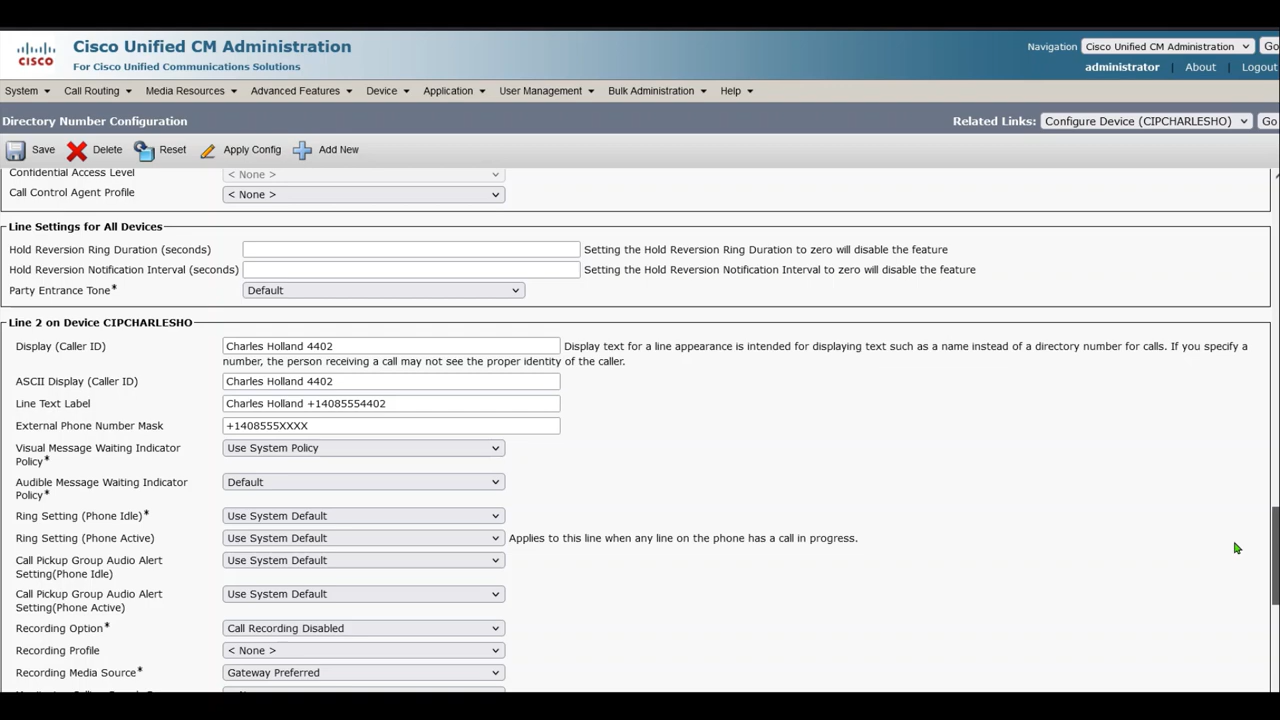 Cisco Unified CM Administration
For Cisco Unified Communications Solutions
CISCO
Navigation Cisco Unified CM Administration Go
administrator | About | Logout
System Call Routing Media Resources Advanced Features Device Application User Management Bulk Administration Help
Directory Number Configuration
Related Links: Configure Device (CIPCHARLESHO) Go
Save Delete Reset Apply Config Add New
Confidential Access Level < None >
Call Control Agent Profile < None >
Line Settings for All Devices
Hold Reversion Ring Duration (seconds) Setting the Hold Reversion Ring Duration to zero will disable the feature
Hold Reversion Notification Interval (seconds) Setting the Hold Reversion Notification Interval to zero will disable the feature
Party Entrance Tone* Default
Line 2 on Device CIPCHARLESHO
Display (Caller ID) Charles Holland 4402 Display text for a line appearance is intended for displaying text such as a name instead of a directory number for calls. If you specify a
number, the person receiving a call may not see the proper identity of the caller.
ASCII Display (Caller ID) Charles Holland 4402
Line Text Label Charles Holland +14085554402
External Phone Number Mask +1408555XXXX
Visual Message Waiting Indicator Use System Policy
Policy*
Audible Message Waiting Indicator Default
Policy*
Ring Setting (Phone Idle)* Use System Default
Ring Setting (Phone Active) Use System Default Applies to this line when any line on the phone has a call in progress.
Call Pickup Group Audio Alert Use System Default
Setting(Phone Idle)
Call Pickup Group Audio Alert Use System Default
Setting(Phone Active)
Recording Option* Call Recording Disabled
Recording Profile < None >
Recording Media Source* Gateway Preferred